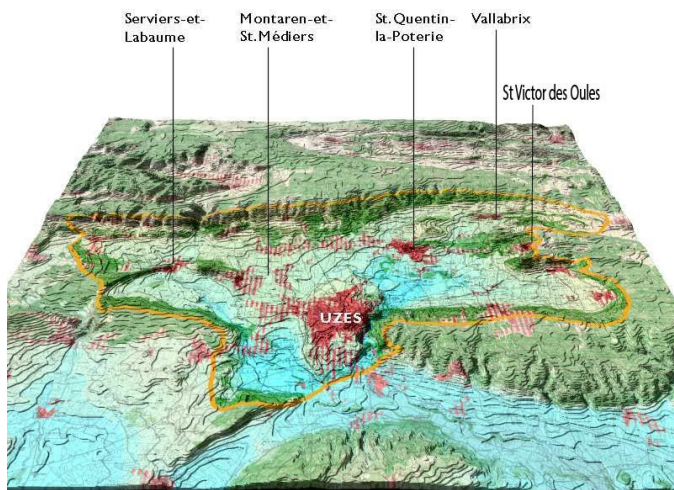 Serviers-et-
Labaume
Montaren-et-
St. Médiers
St. Quentin-
la-Poterie
Vallabrix
St Victor des Oules
UZES